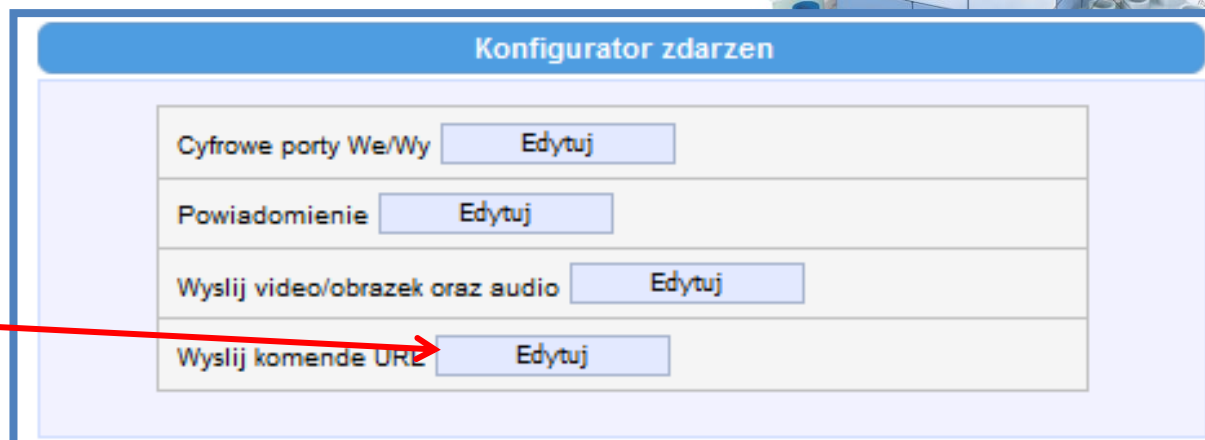 Konfigurator zdarzen
Cyfrowe porty We/Wy Edytuj
Powiadomienie Edytuj
Wyslij video/obrazek oraz audio Edytuj
Wyslij komende URL Edytuj